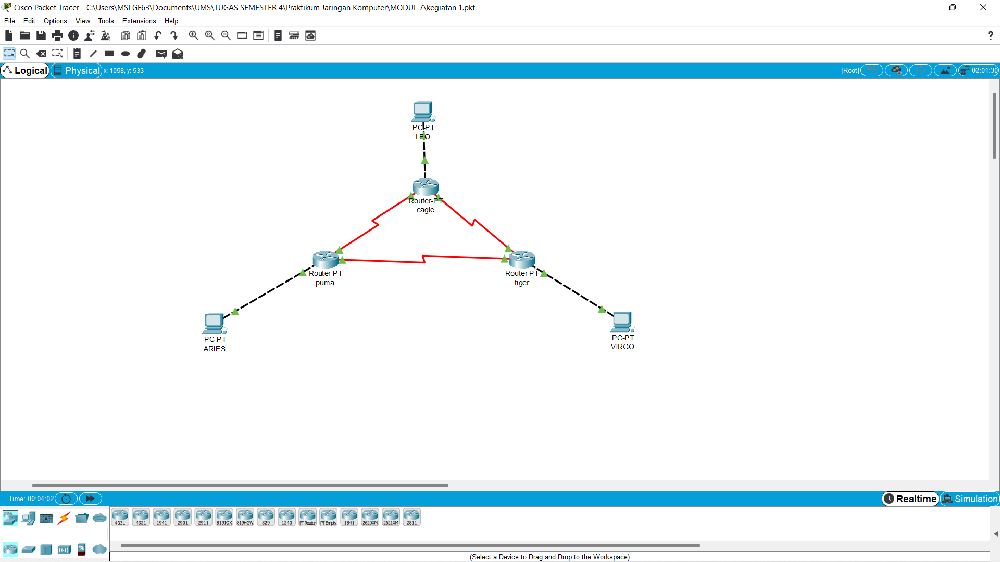 Cisco Packet Tracer - C:\Users\MSI GF63\Documents\UMS\TUGAS SEMESTER 4\Praktikum Jaringan Komputer\MODUL 7\kegiatan 1.pkt
File Edit Options View Tools Extensions Help
?
Logical Physical x: 1058, y: 533 [Root] 02:01:30
PC-PT
LEO
Router-PT
eagle
Router-PT
puma
Router-PT
tiger
PC-PT
ARIES
PC-PT
VIRGO
Time: 00:04:02 Realtime Simulation
4331 4321 1941 2901 2911 819IOX 819HGW 829 1240 PT-Router PT-Empty 1841 2620XM 2621XM 2811
(Select a Device to Drag and Drop to the Workspace)